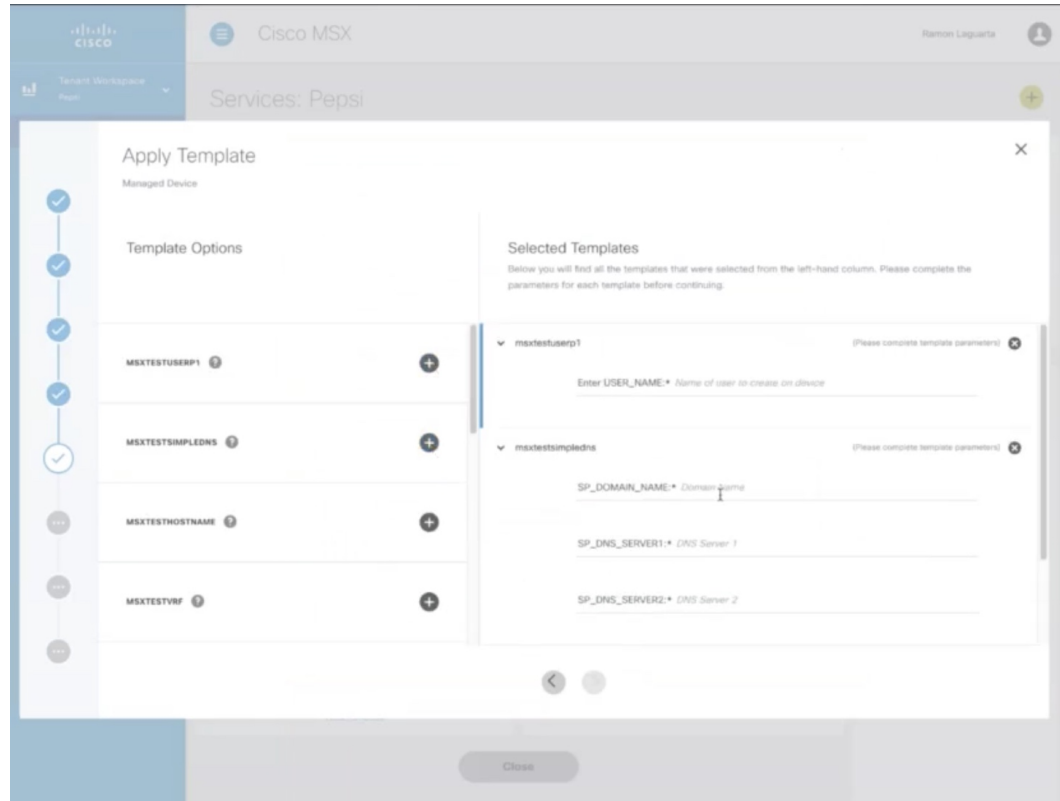 CISCO
Cisco MSX
Ramon Laguarta
Tenant Workspace
Pepsi
Services: Pepsi
Apply Template
Managed Device
Template Options
Selected Templates
Below you will find all the templates that were selected from the left-hand column. Please complete the
parameters for each template before continuing.
MSXTESTUSERP1
msxtestuserp1
(Please complete template parameters)
Enter USER_NAME:* Name of user to create on device
MSXTESTSIMPLEDNS
msxtestsimpledns
(Please complete template parameters)
SP_DOMAIN_NAME:* Domain Name
MSXTESTHOSTNAME
SP_DNS_SERVER1:* DNS Server 1
MSXTESTVRF
SP_DNS_SERVER2:* DNS Server 2
Close